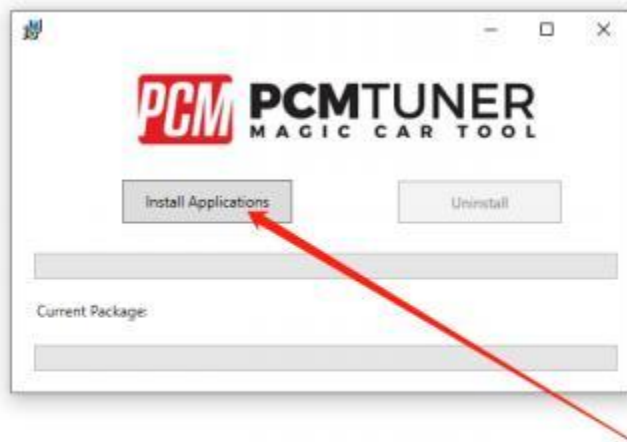 PCM PCMTUNER
MAGIC CAR TOOL
Install Applications Uninstall
Current Package: